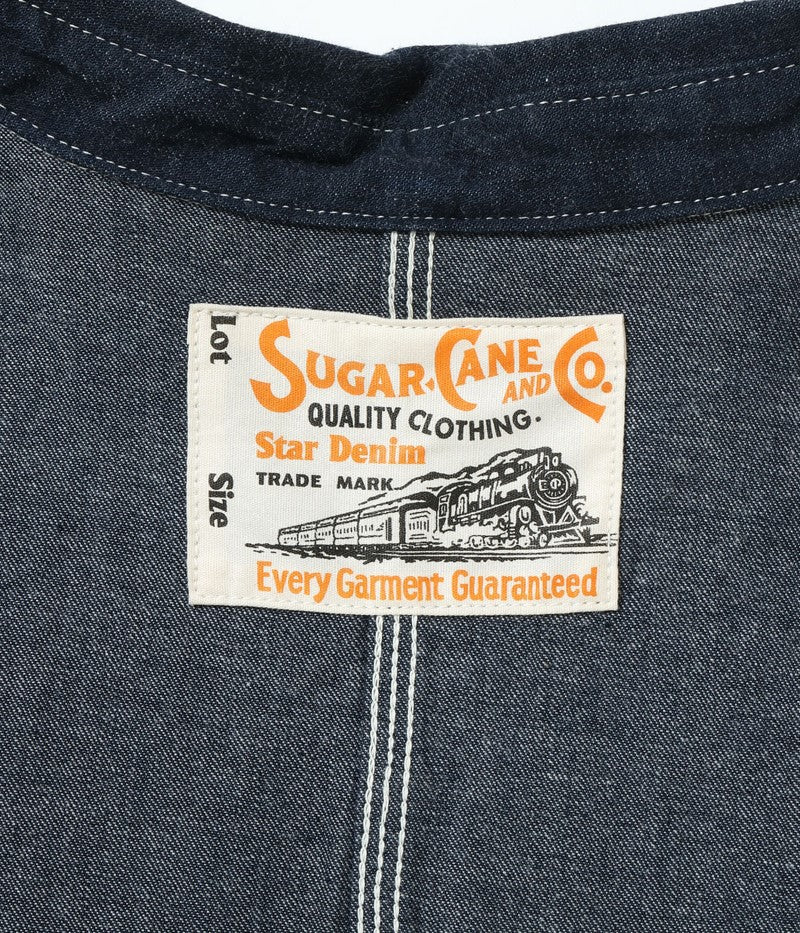 Lot
Size
SUGAR CANE AND CO.
QUALITY CLOTHING.
Star Denim
TRADE MARK
Every Garment Guaranteed